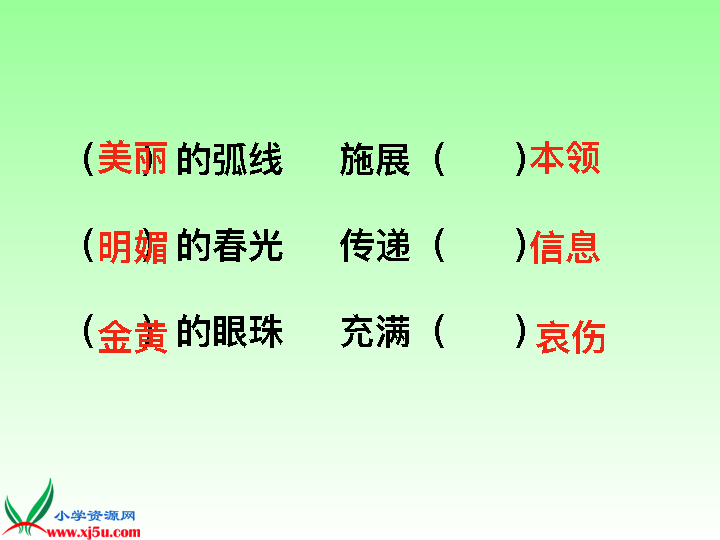 (美丽) 的弧线 施展 ( )本领
(明媚) 的春光 传递 ( )信息
(金黄) 的眼珠 充满 ( )哀伤
小学资源网
www.xj5u.com